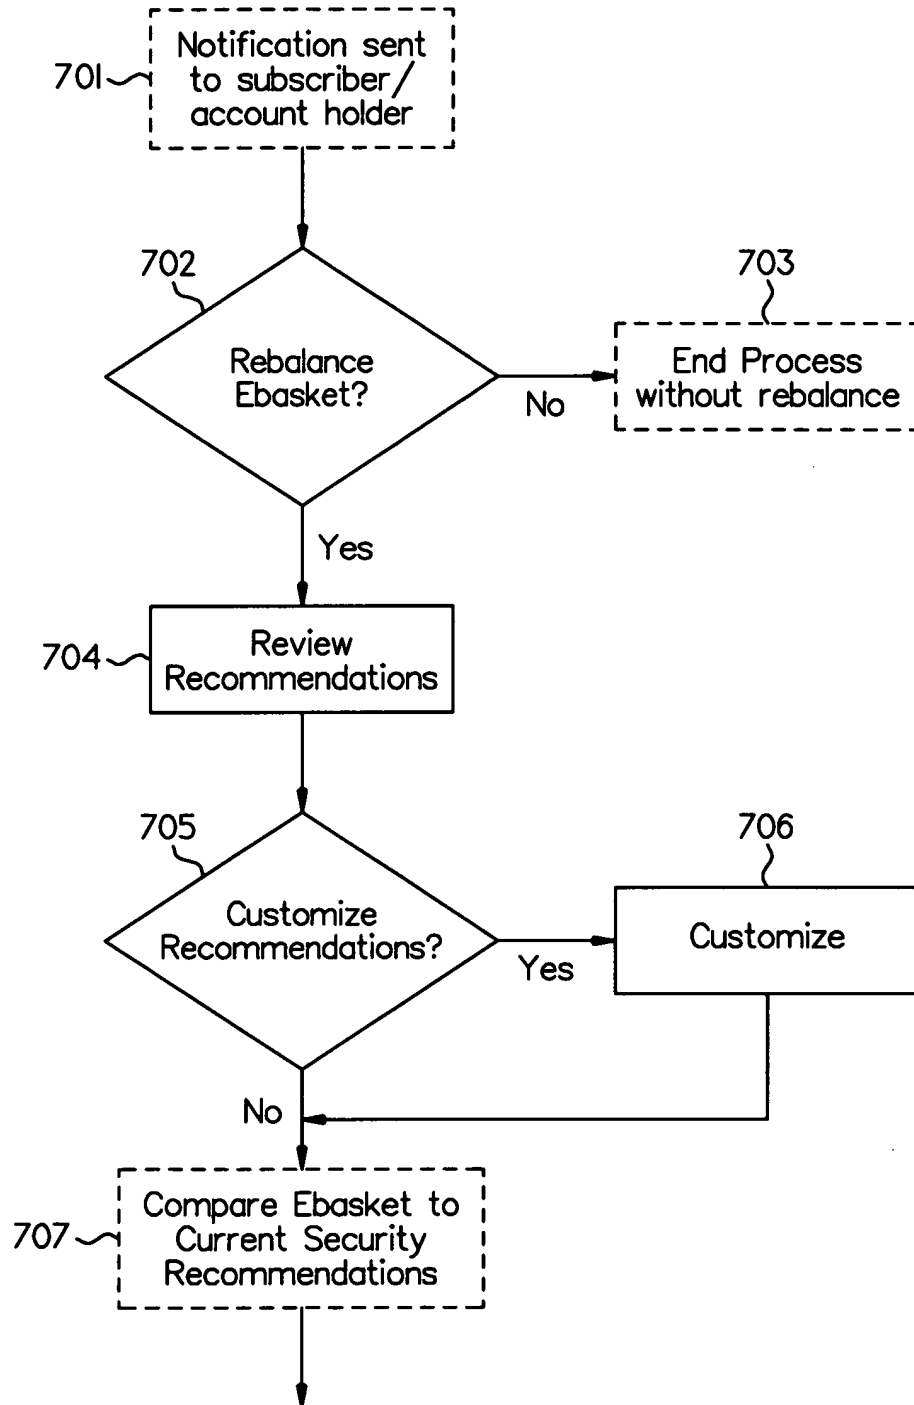 Notification sent
to subscriber/
account holder
701
702
Rebalance
Ebasket?
No
703
End Process
without rebalance
Yes
704
Review
Recommendations
705
Customize
Recommendations?
Yes
706
Customize
No
707
Compare Ebasket to
Current Security
Recommendations